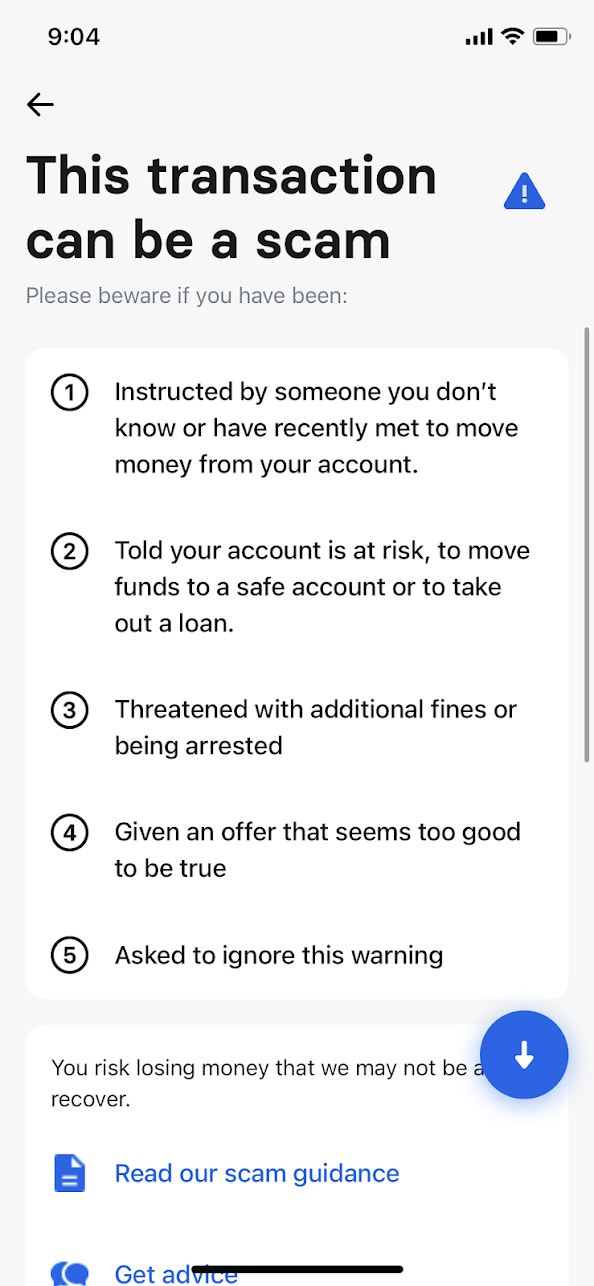 9:04
This transaction
can be a scam
Please beware if you have been:
1 Instructed by someone you don’t
know or have recently met to move
money from your account.
2 Told your account is at risk, to move
funds to a safe account or to take
out a loan.
3 Threatened with additional fines or
being arrested
4 Given an offer that seems too good
to be true
5 Asked to ignore this warning
You risk losing money that we may not be a
recover.
Read our scam guidance
Get advice